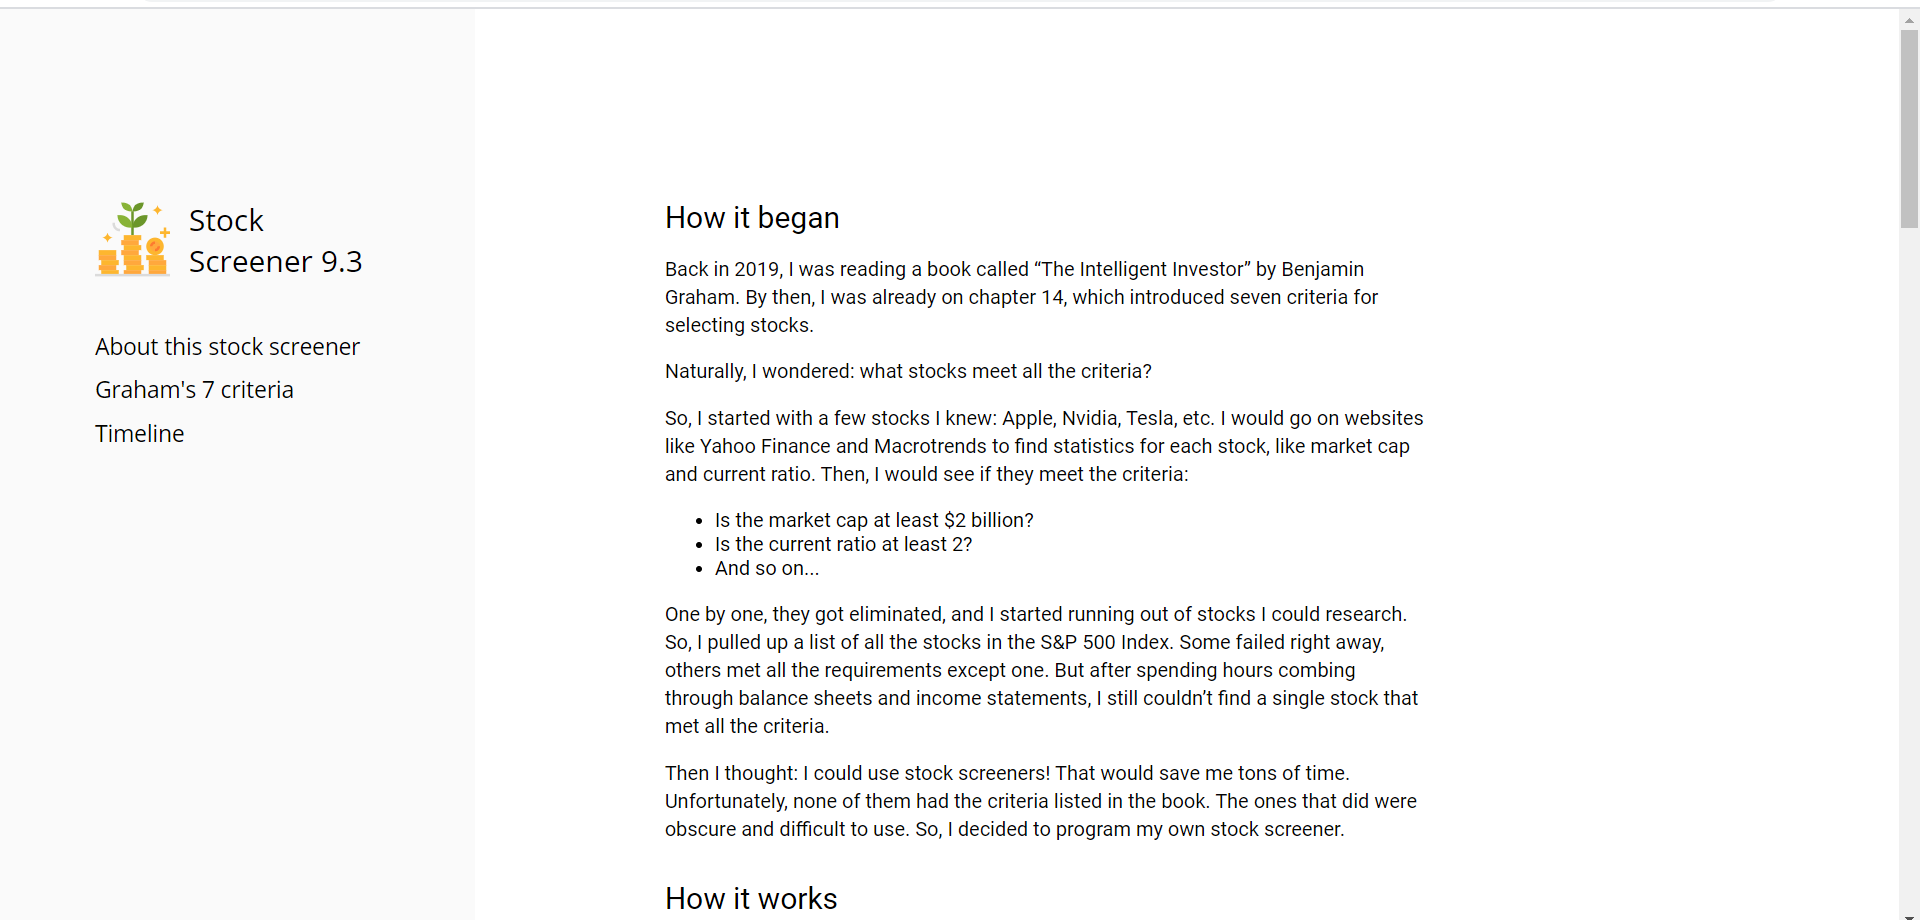 Stock
Screener 9.3
About this stock screener
Graham's 7 criteria
Timeline
How it began
Back in 2019, I was reading a book called “The Intelligent Investor” by Benjamin
Graham. By then, I was already on chapter 14, which introduced seven criteria for
selecting stocks.
Naturally, I wondered: what stocks meet all the criteria?
So, I started with a few stocks I knew: Apple, Nvidia, Tesla, etc. I would go on websites
like Yahoo Finance and Macrotrends to find statistics for each stock, like market cap
and current ratio. Then, I would see if they meet the criteria:
• Is the market cap at least $2 billion?
• Is the current ratio at least 2?
• And so on...
One by one, they got eliminated, and I started running out of stocks I could research.
So, I pulled up a list of all the stocks in the S&P 500 Index. Some failed right away,
others met all the requirements except one. But after spending hours combing
through balance sheets and income statements, I still couldn’t find a single stock that
met all the criteria.
Then I thought: I could use stock screeners! That would save me tons of time.
Unfortunately, none of them had the criteria listed in the book. The ones that did were
obscure and difficult to use. So, I decided to program my own stock screener.
How it works